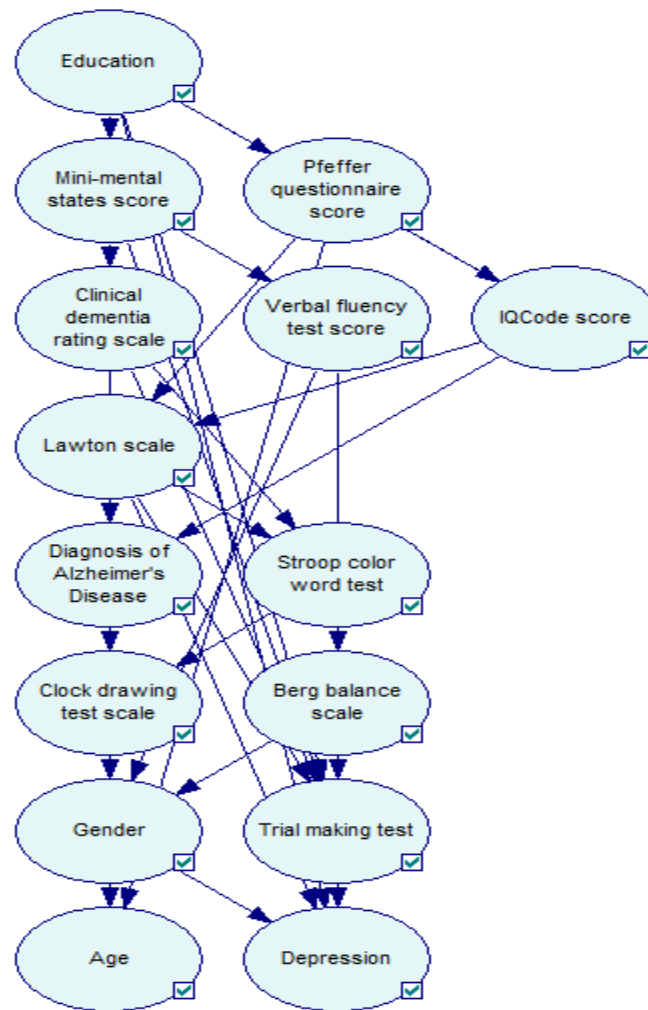 Education
Mini-mental
states score
Pfeffer
questionnaire
score
Clinical
dementia
rating scale
Verbal fluency
test score
IQCode score
Lawton scale
Diagnosis of
Alzheimer's
Disease
Stroop color
word test
Clock drawing
test scale
Berg balance
scale
Gender
Trial making test
Age
Depression